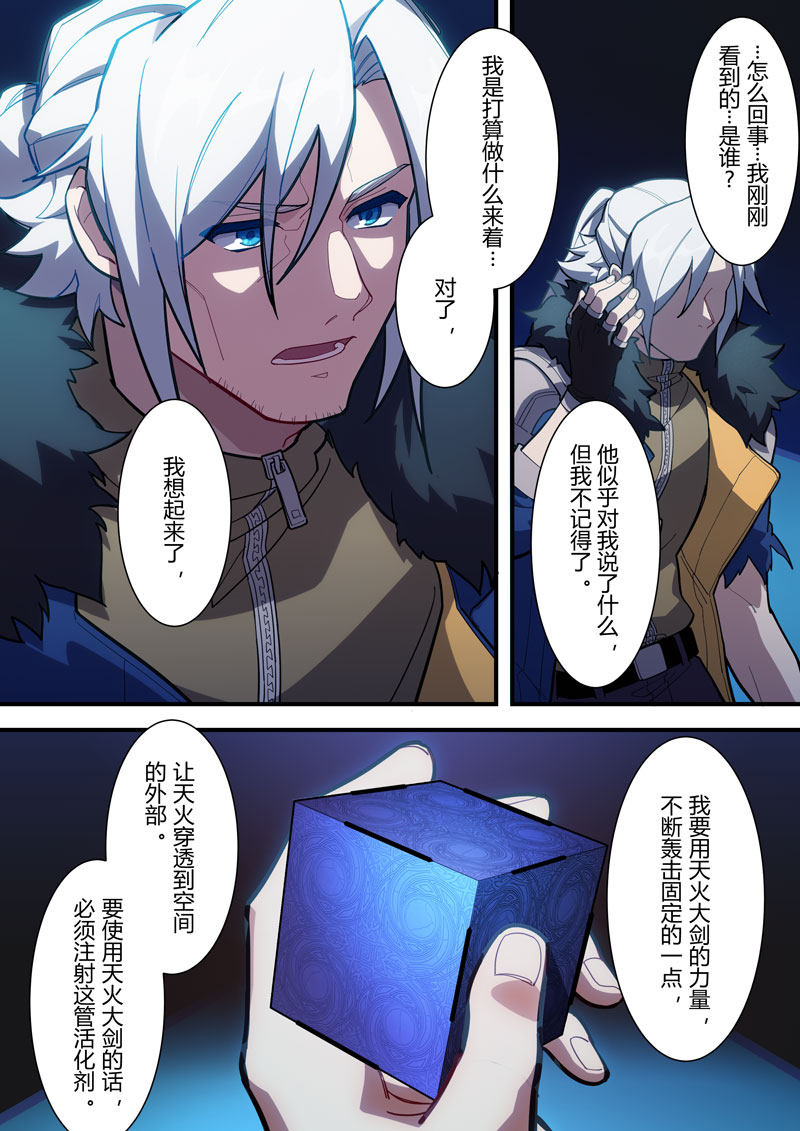 …怎么回事…我刚刚
看到的…是谁？
他似乎对我说了什么，
但我不记得了。
我是打算做什么来着…
对了，
我想起来了，
我要用天火大剑的力量，
不断轰击固定的一点，
让天火穿透到空间
的外部。
要使用天火大剑的话，
必须注射这管活化剂。